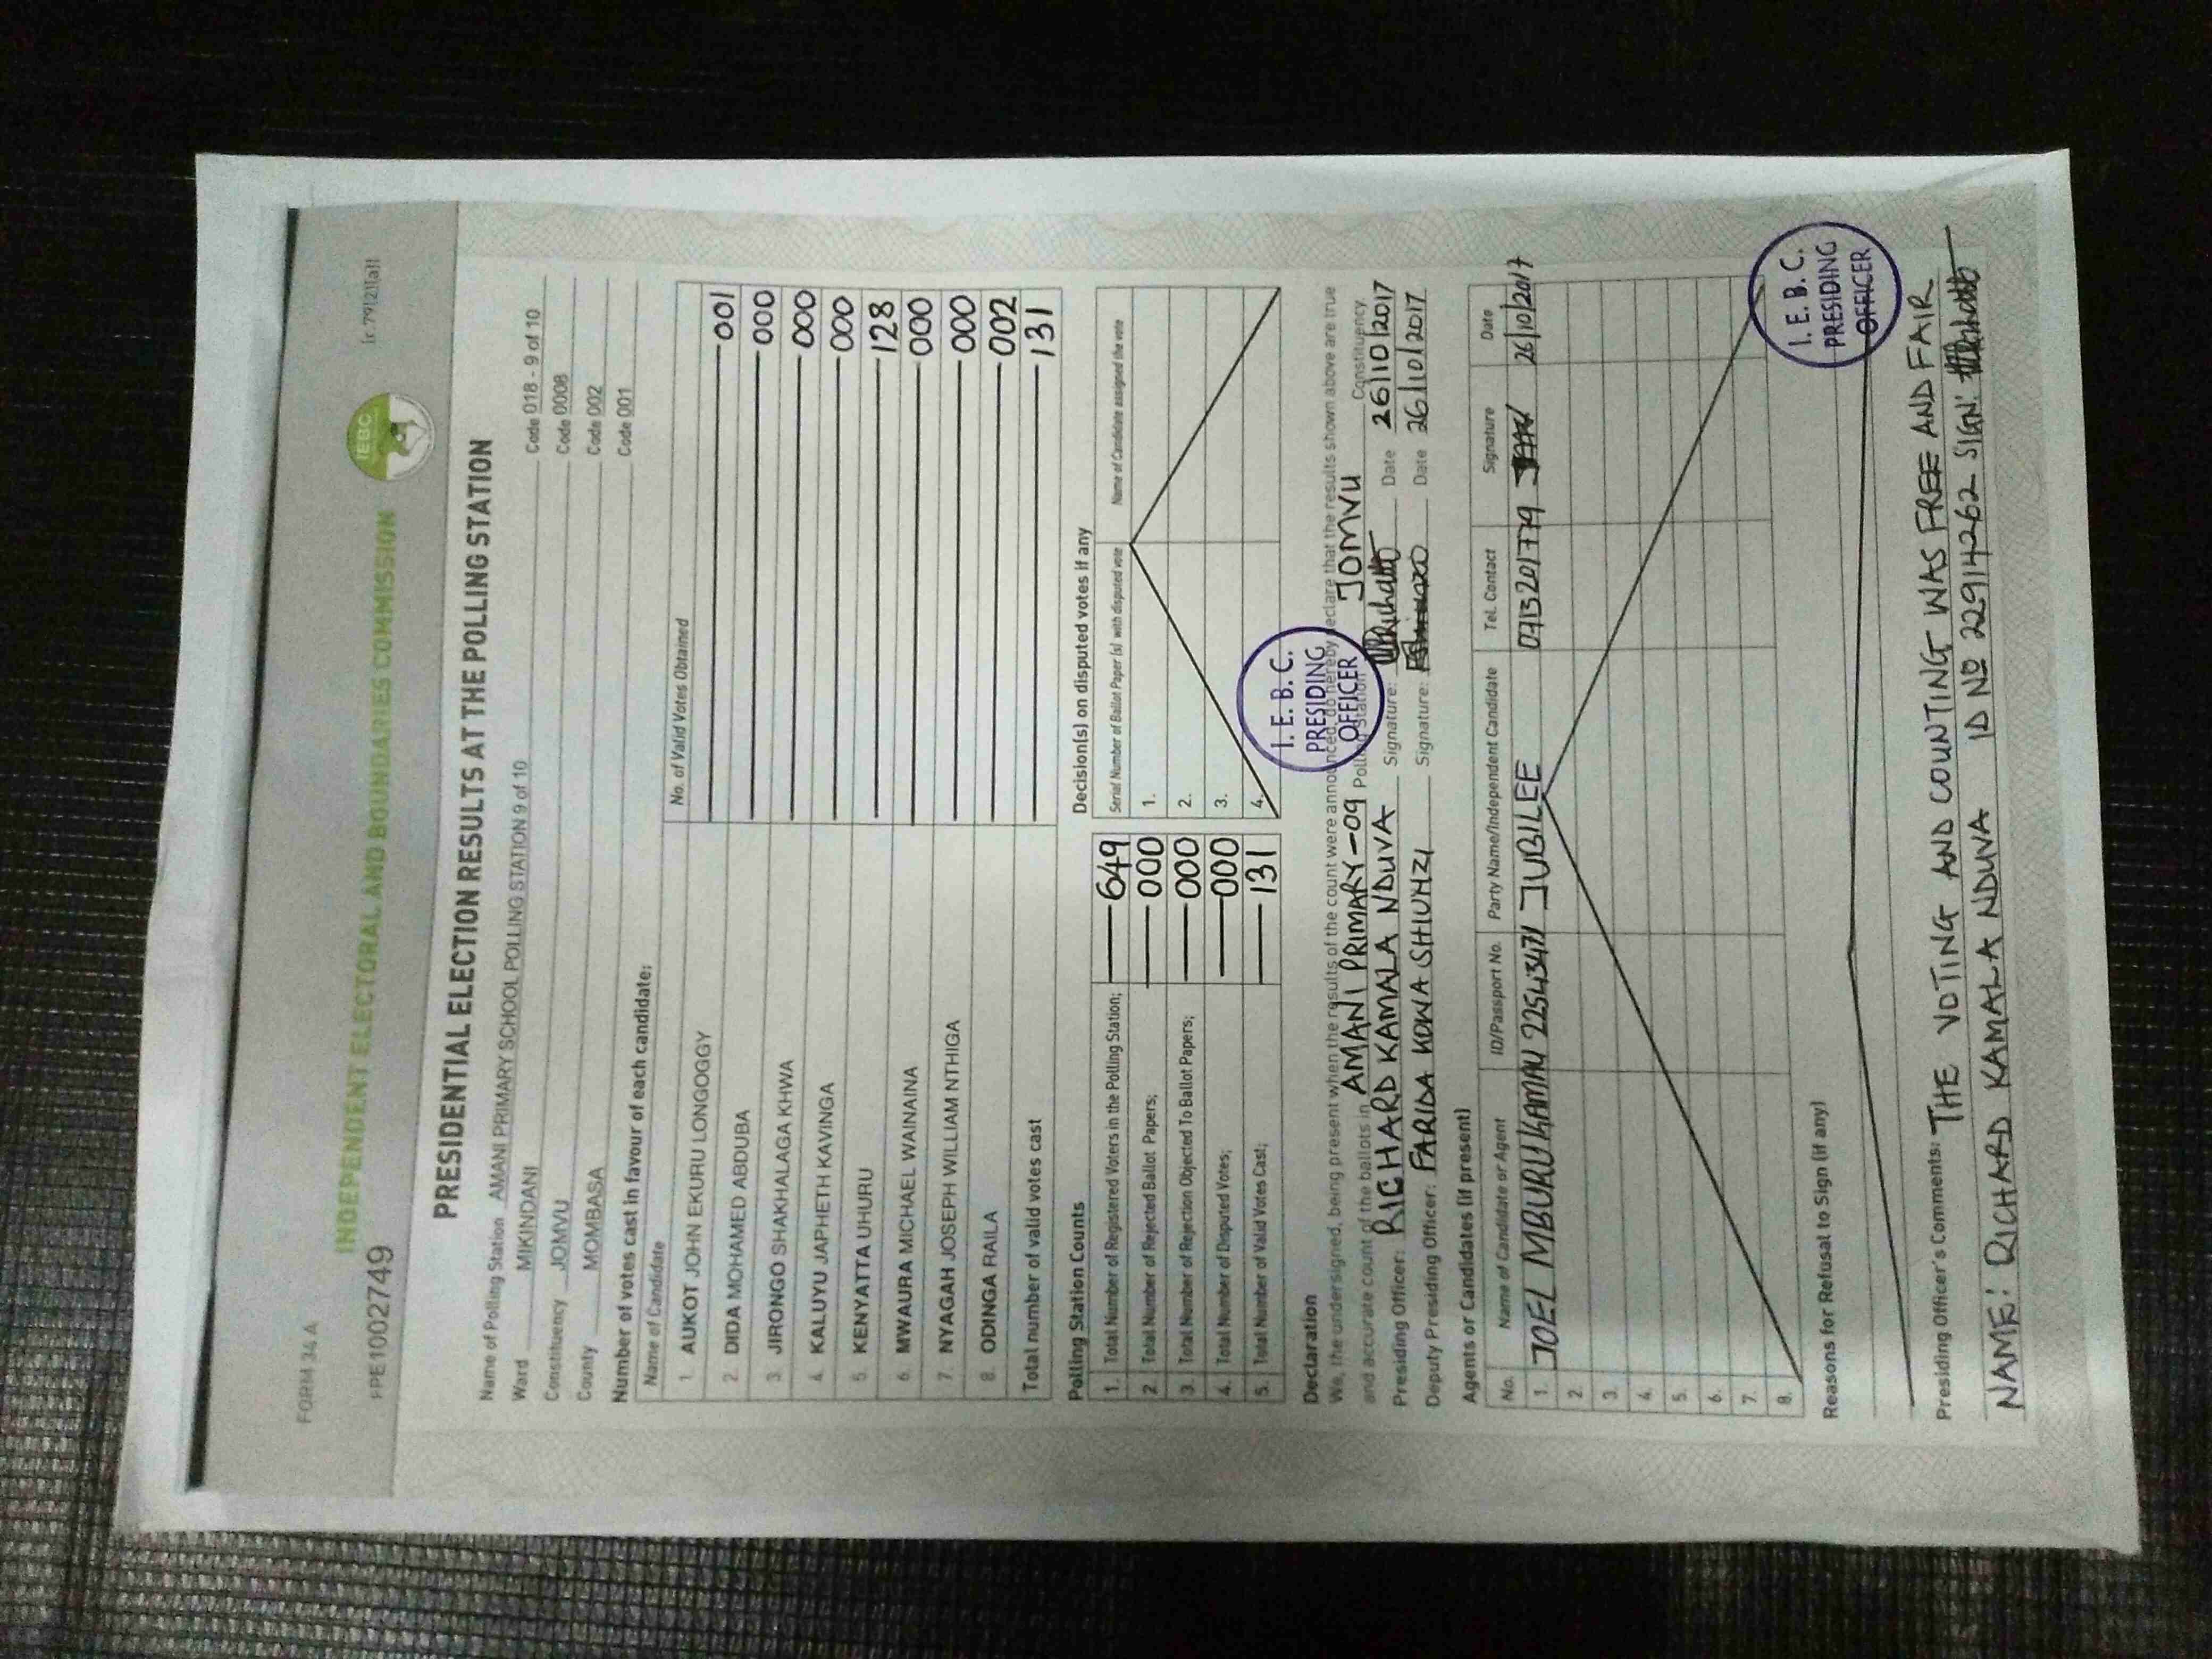 FORM 34 A
[r.79(2)(a)]
INDEPENDENT ELECTORAL AND BOUNDARIES COMMISSION
IEBC
FPE1002749
PRESIDENTIAL ELECTION RESULTS AT THE POLLING STATION
Name of Polling Station AMANI PRIMARY SCHOOL POLLING STATION 9 of 10 Code 018 - 9 of 10
Ward MIKINDANI Code 0008
Constituency JOMVU Code 002
County MOMBASA Code 001
Number of votes cast in favour of each candidate:
Name of Candidate No. of Valid Votes Obtained
1. AUKOT JOHN EKURU LONGOGGY 001
2. DIDA MOHAMED ABDUBA 000
3. JIRONGO SHAKHALAGA KHWA 000
4. KALUYU JAPHETH KAVINGA 000
5. KENYATTA UHURU 128
6. MWAURA MICHAEL WAINAINA 000
7. NYAGAH JOSEPH WILLIAM NTHIGA 000
8. ODINGA RAILA 002
Total number of valid votes cast 131
Polling Station Counts
1. Total Number of Registered Voters in the Polling Station; 649
2. Total Number of Rejected Ballot Papers; 000
3. Total Number of Rejection Objected To Ballot Papers; 000
4. Total Number of Disputed Votes; 000
5. Total Number of Valid Votes Cast; 131
Decision(s) on disputed votes if any
Serial Number of Ballot Paper (s) with disputed vote Name of Candidate assigned the vote
1.
2.
3.
4.
I. E. B. C.
PRESIDING
OFFICER
Declaration
We, the undersigned, being present when the results of the count were announced, do hereby declare that the results shown above are true
and accurate count of the ballots in AMANI PRIMARY-09 Polling Station JOMVU Constituency
Presiding Officer: RICHARD KAMALA NDUVA Signature: Date 26/10/2017
Deputy Presiding Officer: FARIDA KOWA SHIUMZI Signature: Date 26/10/2017
Agents or Candidates (if present)
No. Name of Candidate or Agent ID/Passport No. Party Name/Independent Candidate Tel. Contact Signature Date
1. JOEL MBURU KAMAU 22543471 JUBILEE 0713201779 26/10/2017
2.
3.
4.
5.
6.
7.
8.
I. E. B. C.
PRESIDING
OFFICER
Reasons for Refusal to Sign (if any)
Presiding Officer's Comments: THE VOTING AND COUNTING WAS FREE AND FAIR
NAME: RICHARD KAMALA NDUVA ID NO 22914262 SIGN: